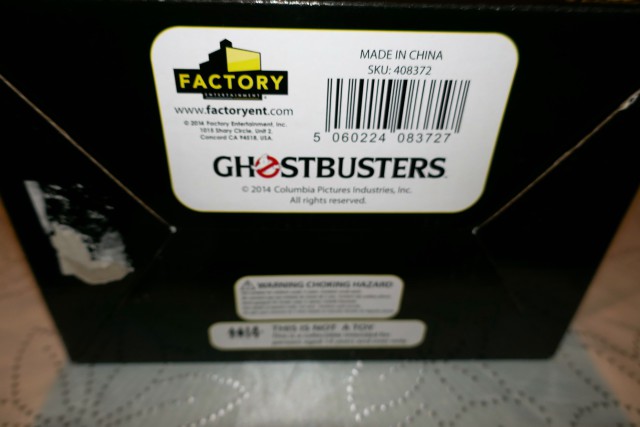 FACTORY
ENTERTAINMENT
www.factoryent.com
© 2014 Factory Entertainment, Inc.
1015 Shary Circle, Unit 2,
Concord CA 94518, USA.
MADE IN CHINA
SKU: 408372
5 060224 083727
GHOSTBUSTERS
© 2014 Columbia Pictures Industries, Inc.
All rights reserved.
WARNING CHOKING HAZARD
THIS IS NOT A TOY